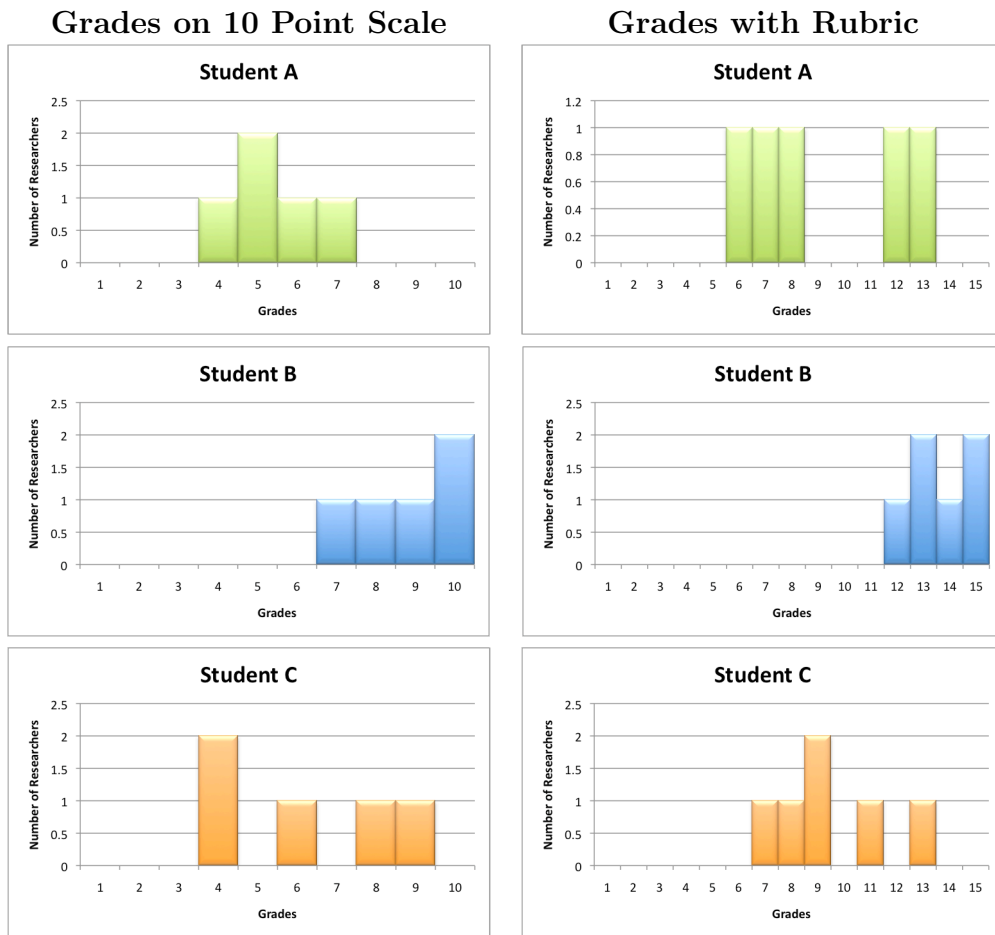 Grades on 10 Point Scale
Grades with Rubric
Student A
Number of Researchers
2.5
2
1.5
1
0.5
0
1 2 3 4 5 6 7 8 9 10
Grades
Student A
Number of Researchers
1.2
1
0.8
0.6
0.4
0.2
0
1 2 3 4 5 6 7 8 9 10 11 12 13 14 15
Grades
Student B
Number of Researchers
2.5
2
1.5
1
0.5
0
1 2 3 4 5 6 7 8 9 10
Grades
Student B
Number of Researchers
2.5
2
1.5
1
0.5
0
1 2 3 4 5 6 7 8 9 10 11 12 13 14 15
Grades
Student C
Number of Researchers
2.5
2
1.5
1
0.5
0
1 2 3 4 5 6 7 8 9 10
Grades
Student C
Number of Researchers
2.5
2
1.5
1
0.5
0
1 2 3 4 5 6 7 8 9 10 11 12 13 14 15
Grades